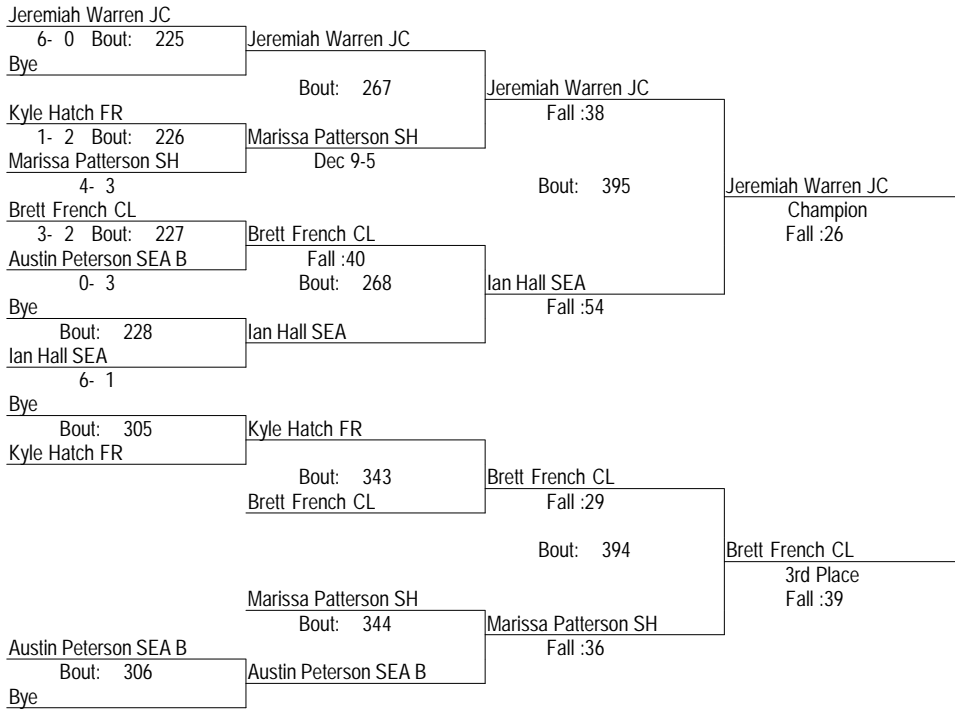 Jeremiah Warren JC
6- 0 Bout: 225
Jeremiah Warren JC
Bye
Bout: 267
Jeremiah Warren JC
Kyle Hatch FR
Fall :38
1- 2 Bout: 226
Marissa Patterson SH
Marissa Patterson SH
Dec 9-5
4- 3
Bout: 395
Jeremiah Warren JC
Brett French CL
Champion
3- 2 Bout: 227
Brett French CL
Fall :26
Austin Peterson SEA B
Fall :40
0- 3
Bout: 268
Ian Hall SEA
Bye
Fall :54
Bout: 228
Ian Hall SEA
Ian Hall SEA
6- 1
Bye
Bout: 305
Kyle Hatch FR
Kyle Hatch FR
Bout: 343
Brett French CL
Brett French CL
Fall :29
Bout: 394
Brett French CL
3rd Place
Marissa Patterson SH
Fall :39
Bout: 344
Marissa Patterson SH
Austin Peterson SEA B
Fall :36
Bout: 306
Austin Peterson SEA B
Bye